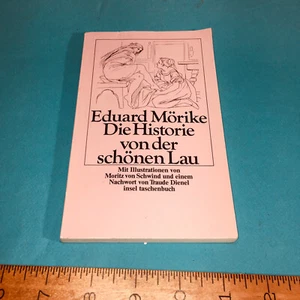 Eduard Mörike
Die Historie
von der
schönen Lau
Mit Illustrationen von
Moritz von Schwind und einem
Nachwort von Traude Dienel
insel taschenbuch